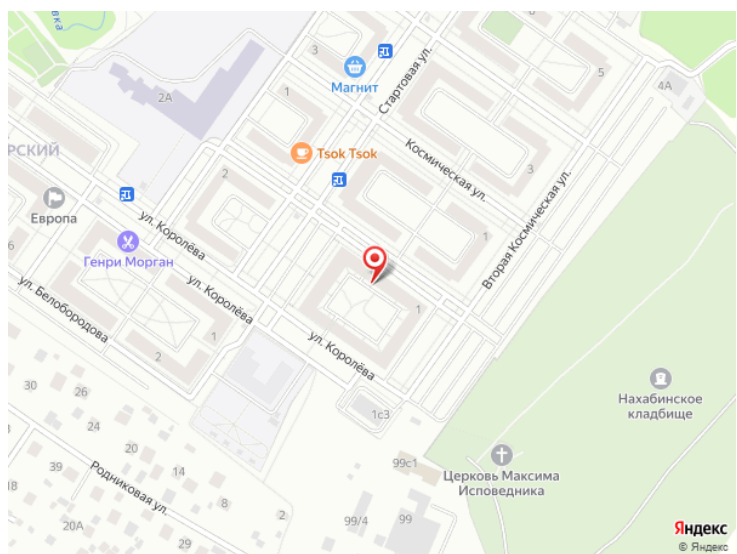 3
Магнит
Стартовая ул.
5
4А
2А
1
Tsok Tsok
Космическая ул.
3
РСКИЙ
2
Европа
ул. Королёва
1
Вторая Космическая ул.
Генри Морган
6
ул. Королёва
1
ул. Белобородова
1
2
ул. Королёва
30
26
1с3
Нахабинское
кладбище
24
20
39
14
99с1
Церковь Максима
Исповедника
18
Родниковая ул.
8
2
20А
99/4
99
29
Яндекс
© Яндекс